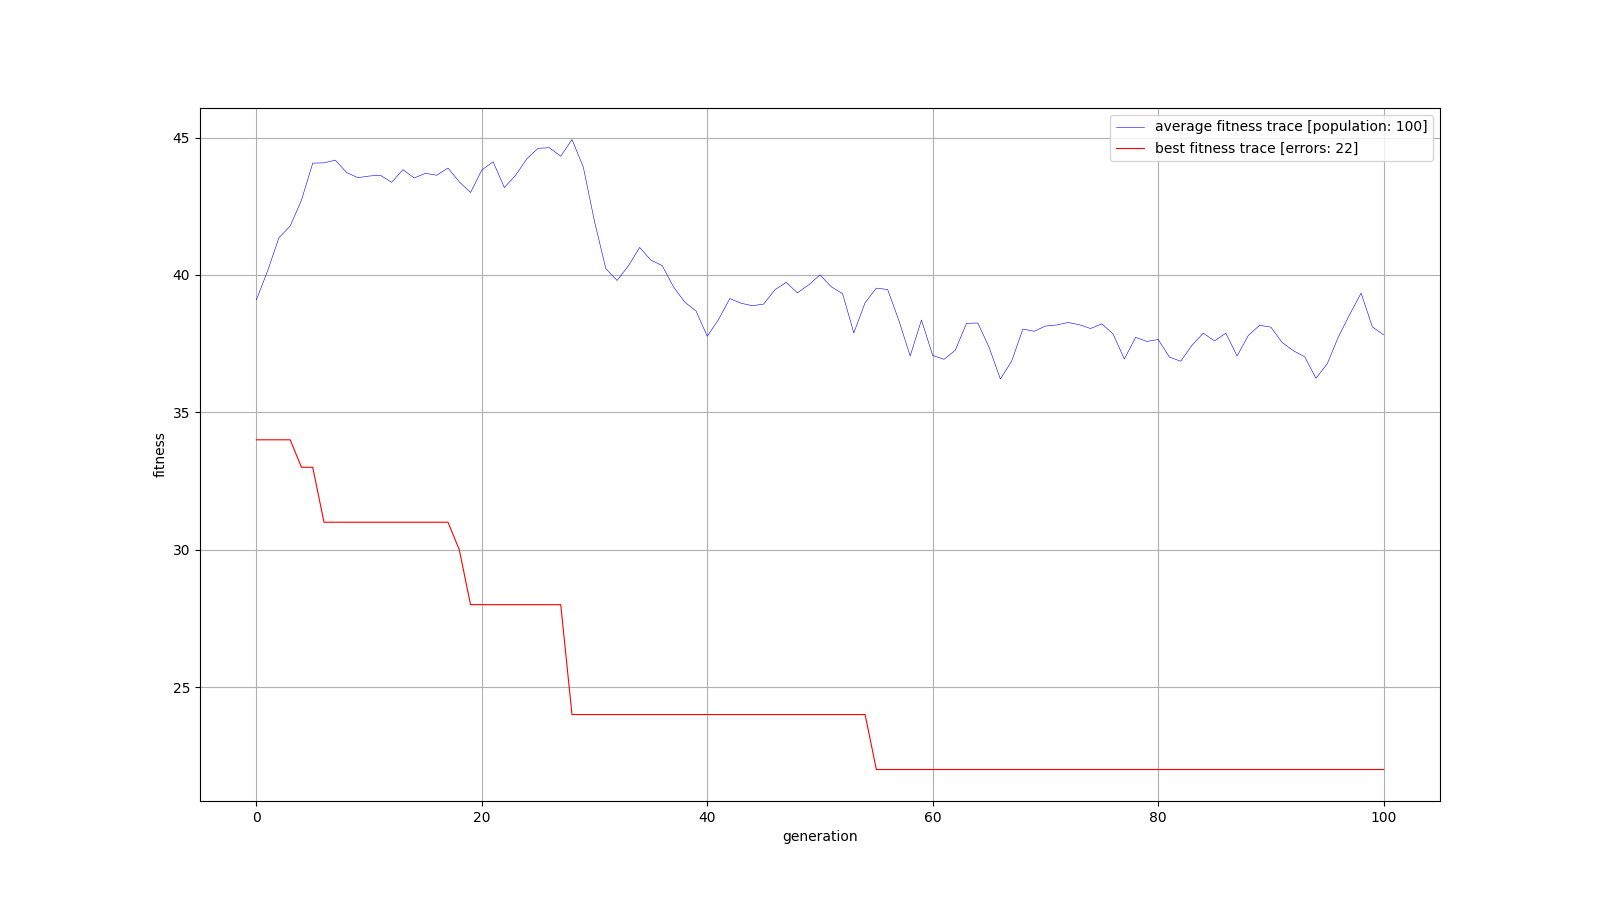 average fitness trace [population: 100]
best fitness trace [errors: 22]
45
40
35
30
25
fitness
0 20 40 60 80 100
generation